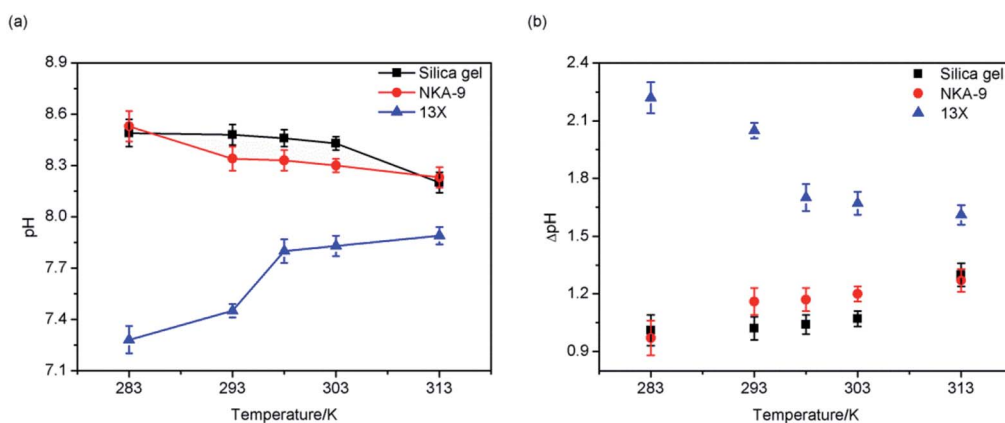 (a)
8.9
8.6
8.3
8.0
7.7
7.4
7.1
pH
Silica gel
NKA-9
13X
283
293
303
313
Temperature/K
(b)
2.4
2.1
1.8
1.5
1.2
0.9
ΔpH
Silica gel
NKA-9
13X
283
293
303
313
Temperature/K